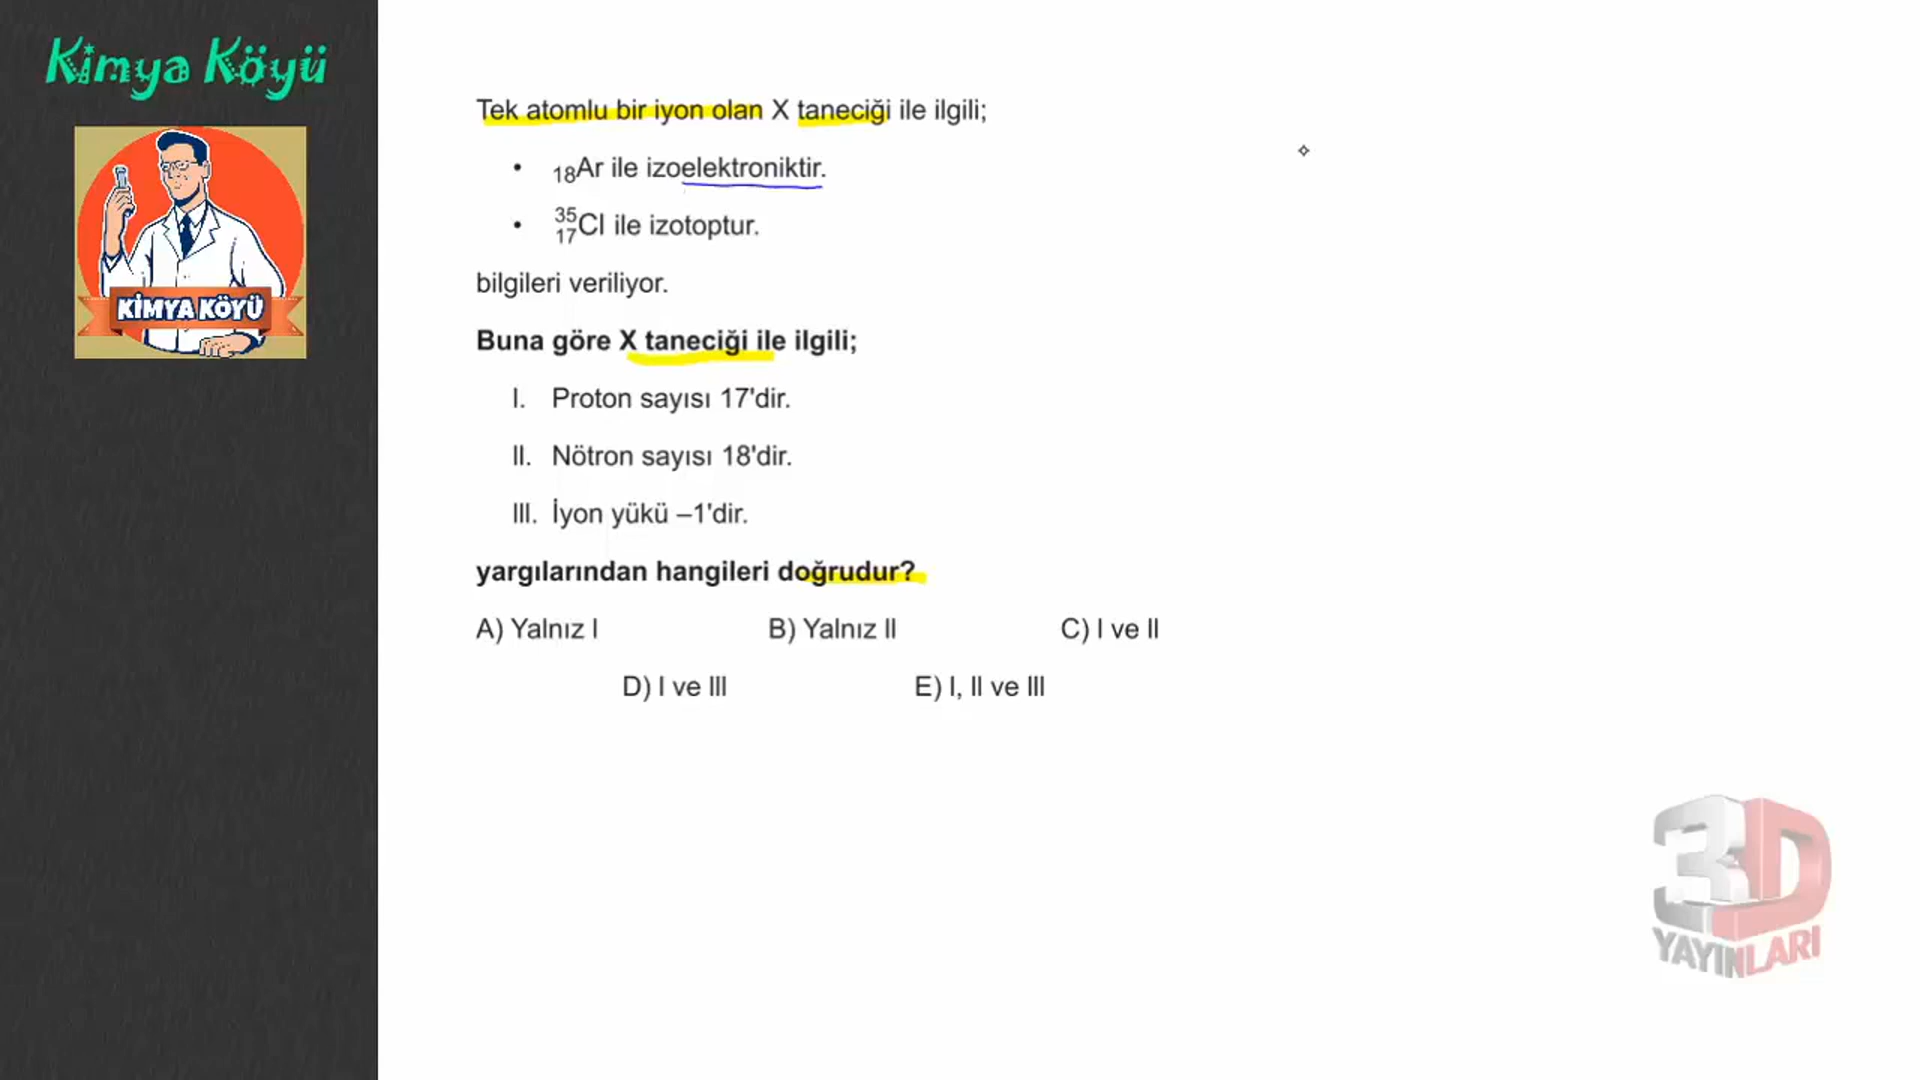 Kimya Köyü
KİMYA KÖYÜ
Tek atomlu bir iyon olan X taneciği ile ilgili;
• ₁₈Ar ile izoelektroniktir.
• ³⁵₁₇Cl ile izotoptur.
bilgileri veriliyor.
Buna göre X taneciği ile ilgili;
I. Proton sayısı 17'dir.
II. Nötron sayısı 18'dir.
III. İyon yükü –1'dir.
yargılarından hangileri doğrudur?
A) Yalnız I B) Yalnız II C) I ve II
D) I ve III E) I, II ve III
3D
YAYINLARI